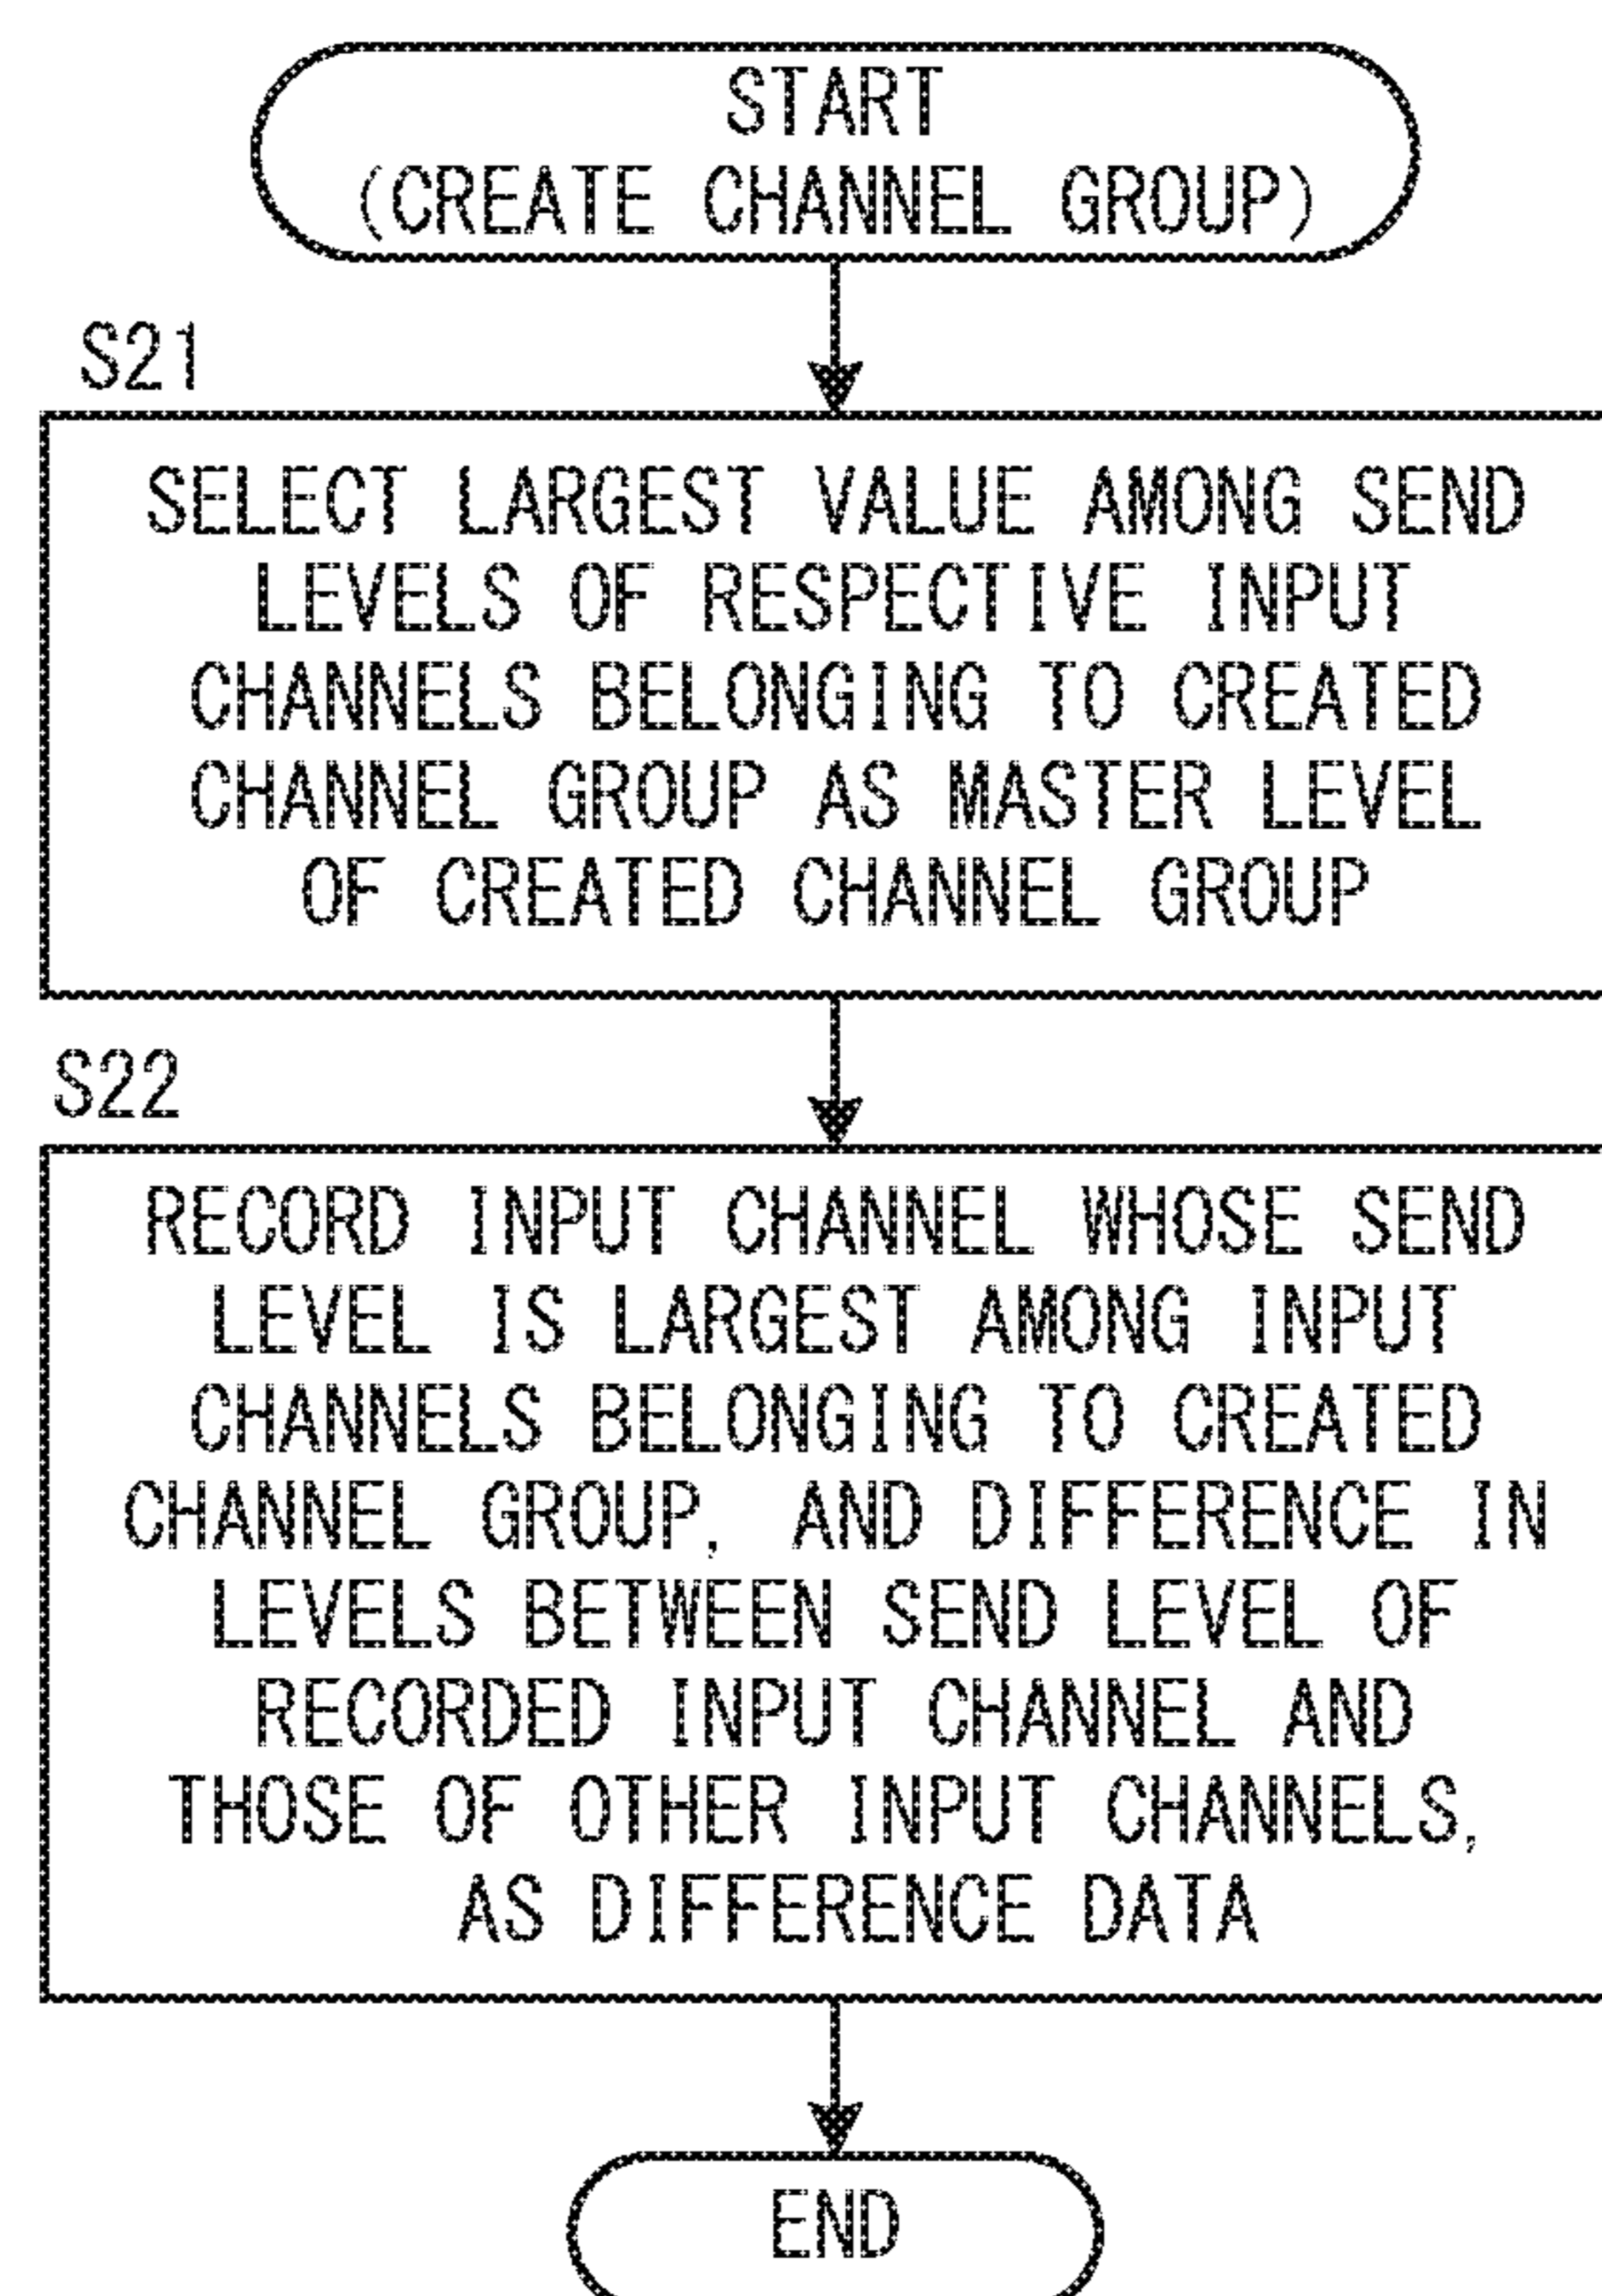 START
(CREATE CHANNEL GROUP)
S21
SELECT LARGEST VALUE AMONG SEND
LEVELS OF RESPECTIVE INPUT
CHANNELS BELONGING TO CREATED
CHANNEL GROUP AS MASTER LEVEL
OF CREATED CHANNEL GROUP
S22
RECORD INPUT CHANNEL WHOSE SEND
LEVEL IS LARGEST AMONG INPUT
CHANNELS BELONGING TO CREATED
CHANNEL GROUP, AND DIFFERENCE IN
LEVELS BETWEEN SEND LEVEL OF
RECORDED INPUT CHANNEL AND
THOSE OF OTHER INPUT CHANNELS,
AS DIFFERENCE DATA
END